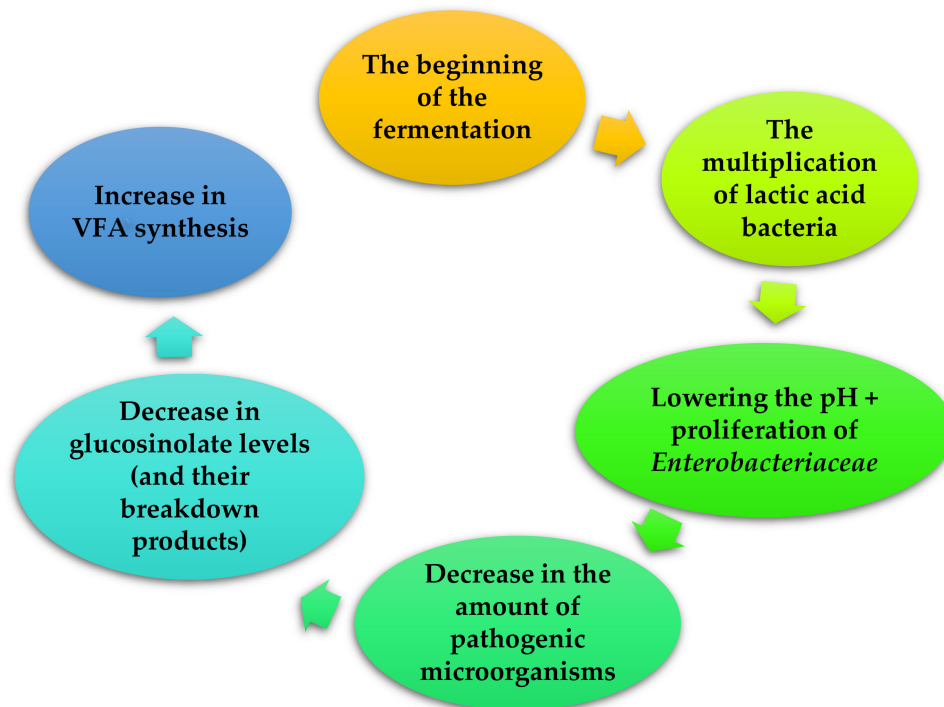 The beginning
of the
fermentation
The
multiplication
of lactic acid
bacteria
Lowering the pH +
proliferation of
Enterobacteriaceae
Decrease in the
amount of
pathogenic
microorganisms
Decrease in
glucosinolate levels
(and their
breakdown
products)
Increase in
VFA synthesis